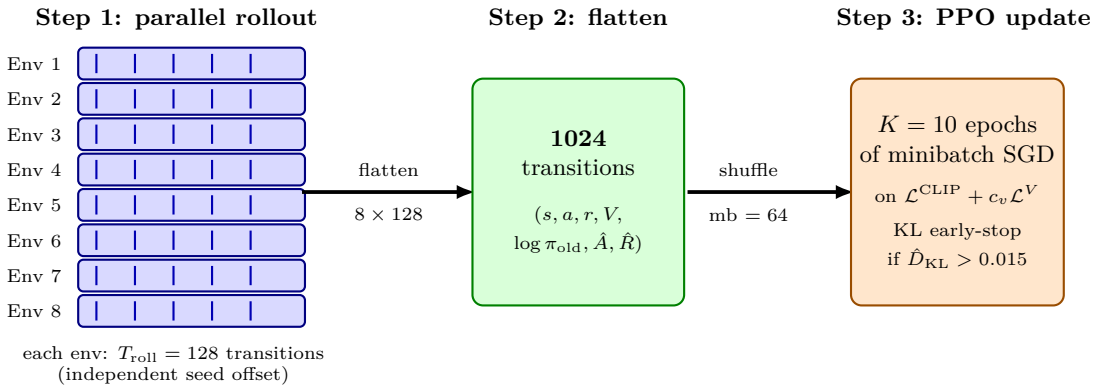 Step 1: parallel rollout
Env 1
Env 2
Env 3
Env 4
Env 5
Env 6
Env 7
Env 8
each env: T_roll = 128 transitions
(independent seed offset)
flatten
8 × 128
Step 2: flatten
1024
transitions
(s, a, r, V,
log π_old, Â, R̂)
shuffle
mb = 64
Step 3: PPO update
K = 10 epochs
of minibatch SGD
on ℒ^CLIP + c_v ℒ^V
KL early-stop
if D̂_KL > 0.015